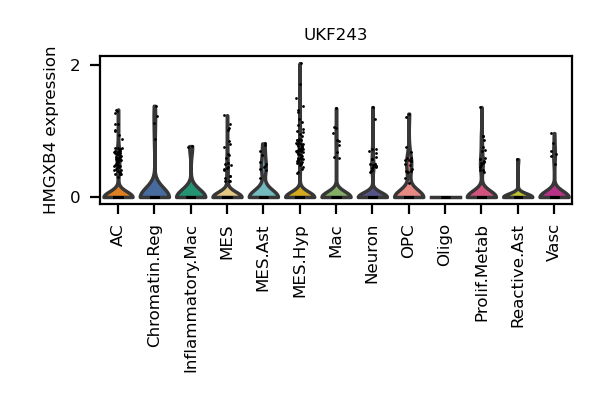 UKF243
HMGXB4 expression
2
0
AC
Chromatin.Reg
Inflammatory.Mac
MES
MES.Ast
MES.Hyp
Mac
Neuron
OPC
Oligo
Prolif.Metab
Reactive.Ast
Vasc